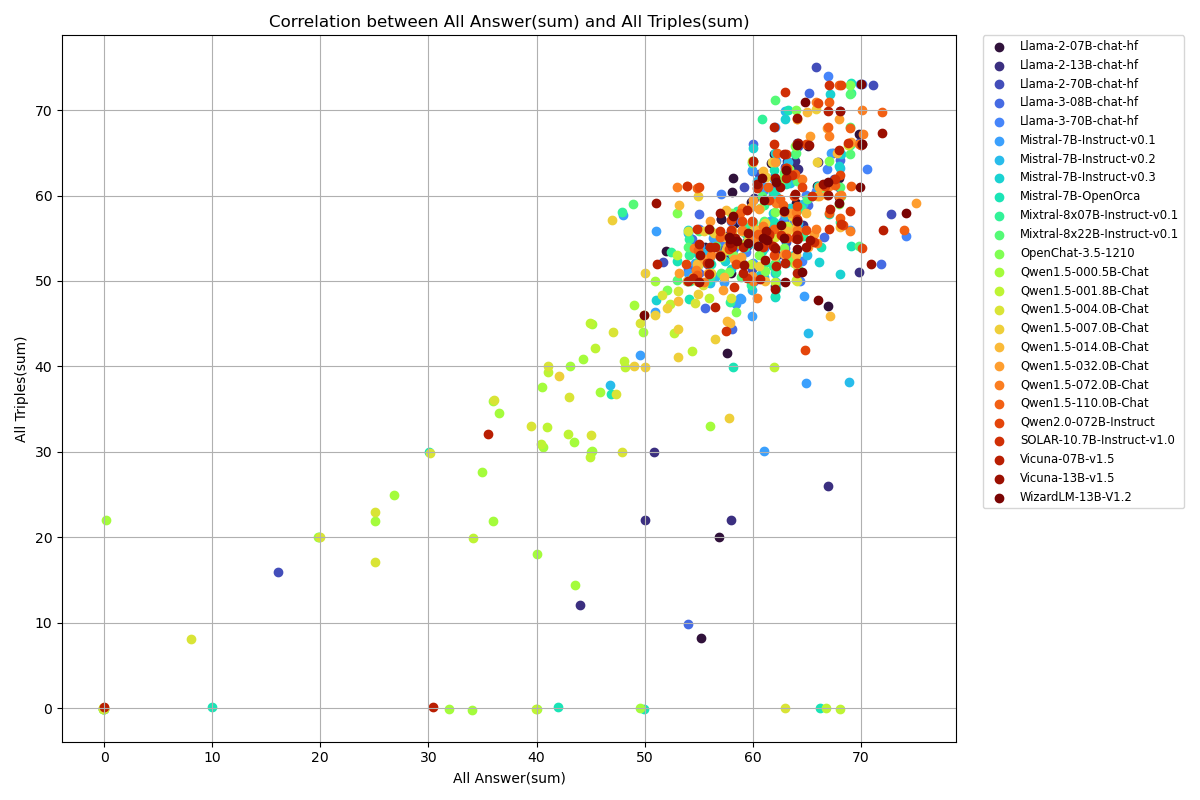 Correlation between All Answer(sum) and All Triples(sum)
All Triples(sum)
70
60
50
40
30
20
10
0
0 10 20 30 40 50 60 70
All Answer(sum)
Llama-2-07B-chat-hf
Llama-2-13B-chat-hf
Llama-2-70B-chat-hf
Llama-3-08B-chat-hf
Llama-3-70B-chat-hf
Mistral-7B-Instruct-v0.1
Mistral-7B-Instruct-v0.2
Mistral-7B-Instruct-v0.3
Mistral-7B-OpenOrca
Mixtral-8x07B-Instruct-v0.1
Mixtral-8x22B-Instruct-v0.1
OpenChat-3.5-1210
Qwen1.5-000.5B-Chat
Qwen1.5-001.8B-Chat
Qwen1.5-004.0B-Chat
Qwen1.5-007.0B-Chat
Qwen1.5-014.0B-Chat
Qwen1.5-032.0B-Chat
Qwen1.5-072.0B-Chat
Qwen1.5-110.0B-Chat
Qwen2.0-072B-Instruct
SOLAR-10.7B-Instruct-v1.0
Vicuna-07B-v1.5
Vicuna-13B-v1.5
WizardLM-13B-V1.2